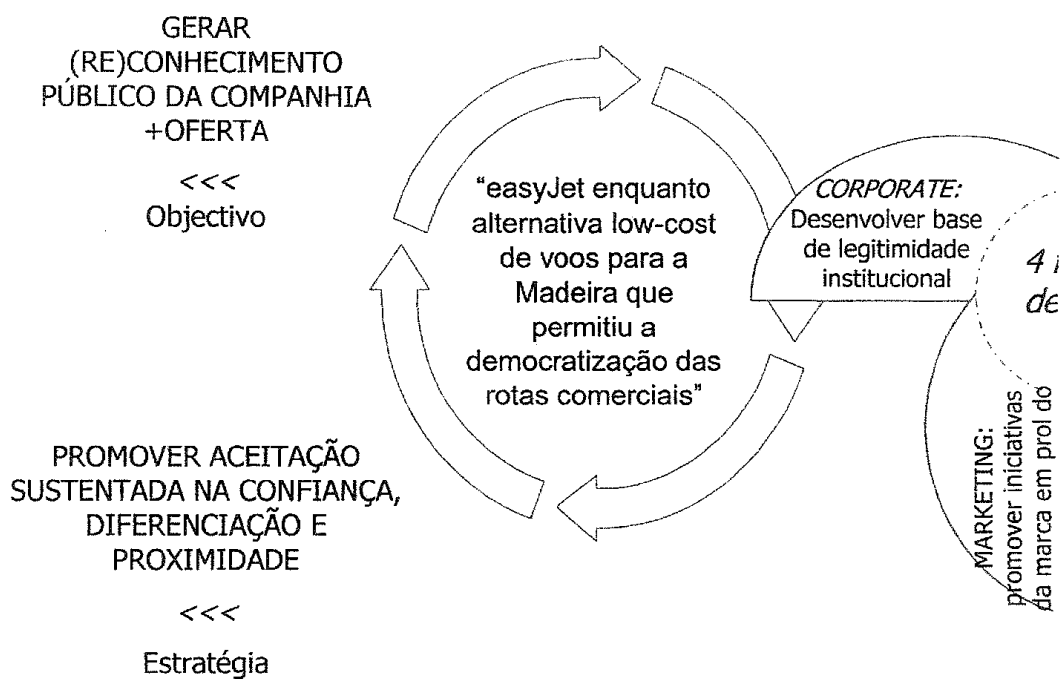 GERAR
(RE)CONHECIMENTO
PÚBLICO DA COMPANHIA
+OFERTA
<<<
Objectivo
"easyJet enquanto
alternativa low-cost
de voos para a
Madeira que
permitiu a
democratização das
rotas comerciais"
CORPORATE:
Desenvolver base
de legitimidade
institucional
4
de
MARKETING:
promover iniciativas
da marca em prol do
PROMOVER ACEITAÇÃO
SUSTENTADA NA CONFIANÇA,
DIFERENCIAÇÃO E
PROXIMIDADE
<<<
Estratégia